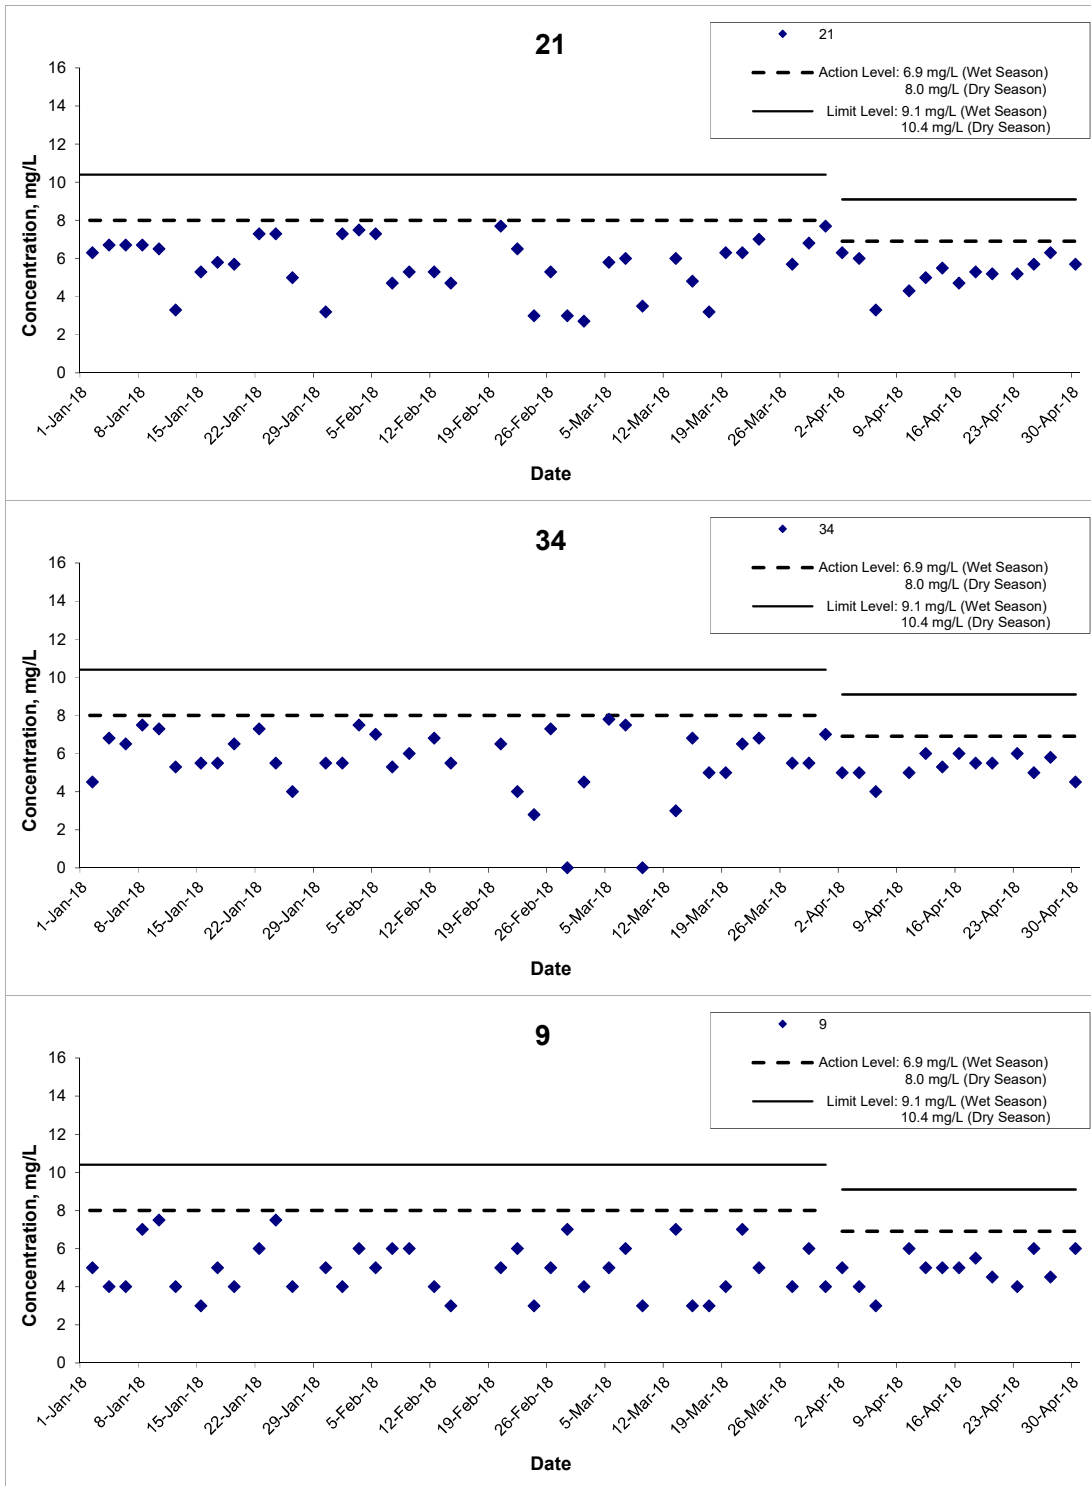 21
21
Action Level: 6.9 mg/L (Wet Season)
8.0 mg/L (Dry Season)
Limit Level: 9.1 mg/L (Wet Season)
10.4 mg/L (Dry Season)
Concentration, mg/L
16
14
12
10
8
6
4
2
0
1-Jan-18
8-Jan-18
15-Jan-18
22-Jan-18
29-Jan-18
5-Feb-18
12-Feb-18
19-Feb-18
26-Feb-18
5-Mar-18
12-Mar-18
19-Mar-18
26-Mar-18
2-Apr-18
9-Apr-18
16-Apr-18
23-Apr-18
30-Apr-18
Date
34
34
Action Level: 6.9 mg/L (Wet Season)
8.0 mg/L (Dry Season)
Limit Level: 9.1 mg/L (Wet Season)
10.4 mg/L (Dry Season)
Concentration, mg/L
16
14
12
10
8
6
4
2
0
1-Jan-18
8-Jan-18
15-Jan-18
22-Jan-18
29-Jan-18
5-Feb-18
12-Feb-18
19-Feb-18
26-Feb-18
5-Mar-18
12-Mar-18
19-Mar-18
26-Mar-18
2-Apr-18
9-Apr-18
16-Apr-18
23-Apr-18
30-Apr-18
Date
9
9
Action Level: 6.9 mg/L (Wet Season)
8.0 mg/L (Dry Season)
Limit Level: 9.1 mg/L (Wet Season)
10.4 mg/L (Dry Season)
Concentration, mg/L
16
14
12
10
8
6
4
2
0
1-Jan-18
8-Jan-18
15-Jan-18
22-Jan-18
29-Jan-18
5-Feb-18
12-Feb-18
19-Feb-18
26-Feb-18
5-Mar-18
12-Mar-18
19-Mar-18
26-Mar-18
2-Apr-18
9-Apr-18
16-Apr-18
23-Apr-18
30-Apr-18
Date